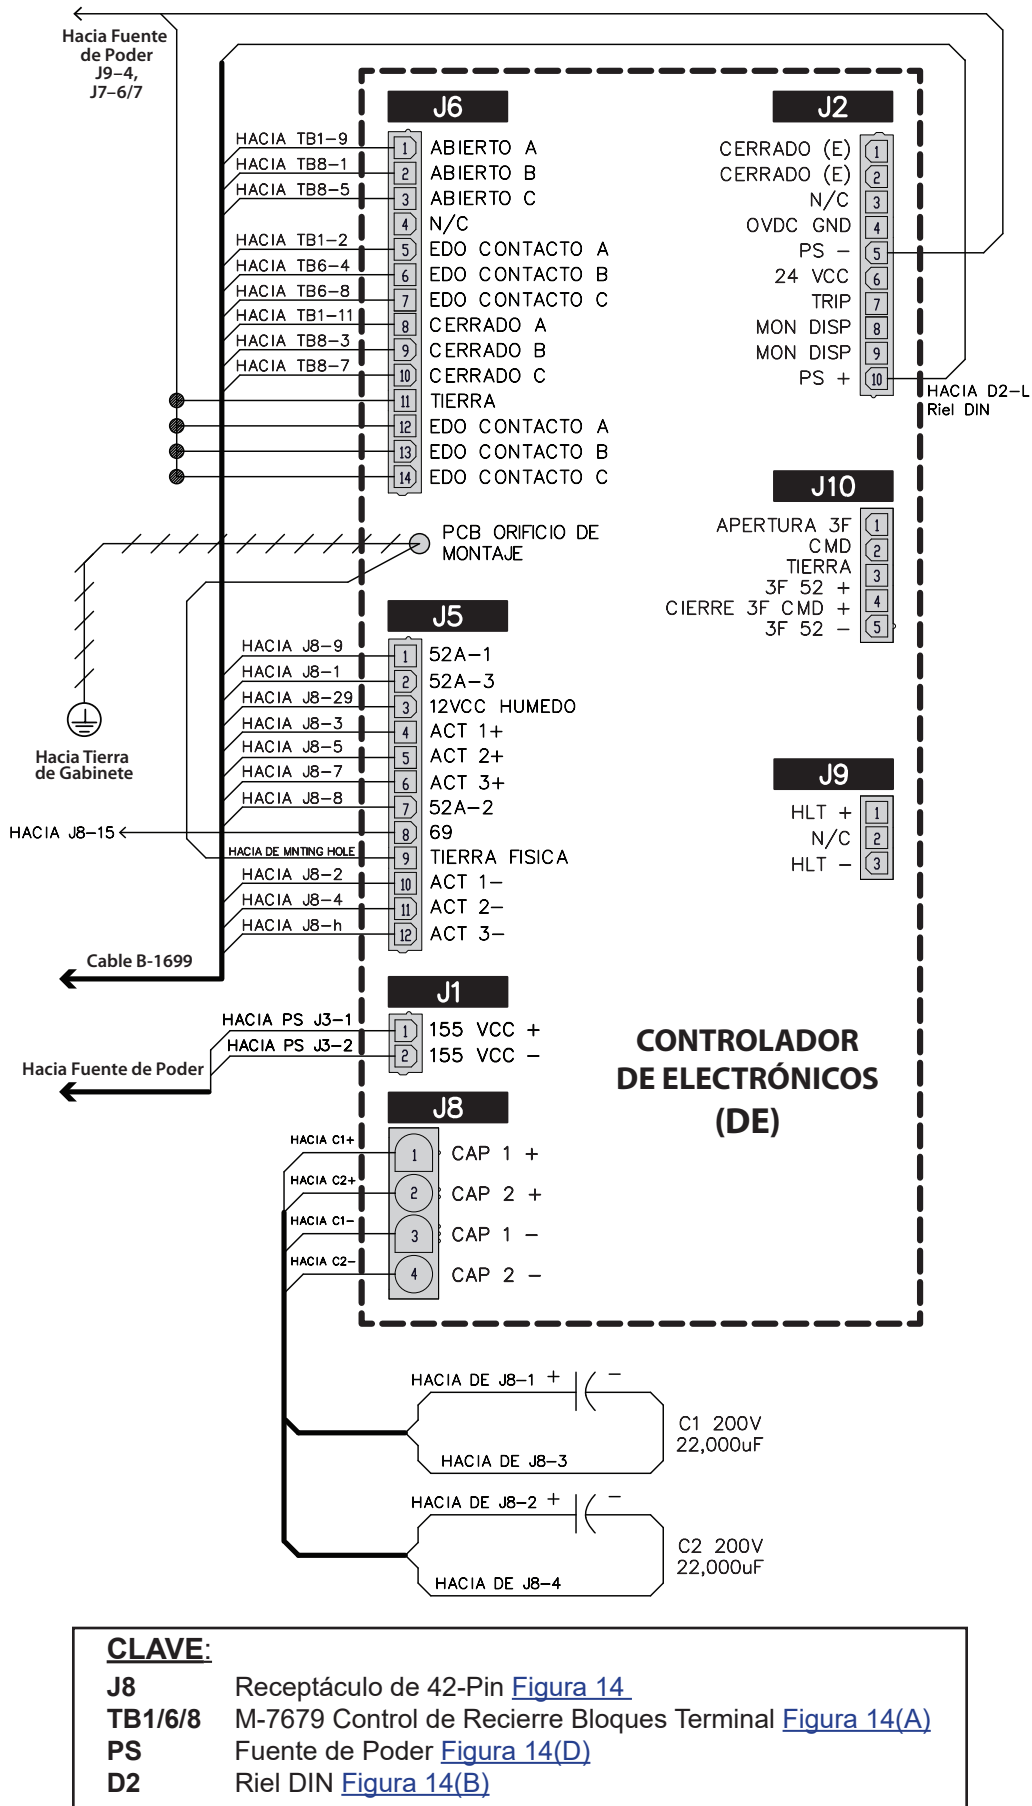 Hacia Fuente
de Poder
J9–4,
J7–6/7
J6
HACIA TB1–9 1 ABIERTO A
HACIA TB8–1 2 ABIERTO B
HACIA TB8–5 3 ABIERTO C
4 N/C
HACIA TB1–2 5 EDO CONTACTO A
HACIA TB6–4 6 EDO CONTACTO B
HACIA TB6–8 7 EDO CONTACTO C
HACIA TB1–11 8 CERRADO A
HACIA TB8–3 9 CERRADO B
HACIA TB8–7 10 CERRADO C
11 TIERRA
12 EDO CONTACTO A
13 EDO CONTACTO B
14 EDO CONTACTO C
J2
CERRADO (E) 1
CERRADO (E) 2
N/C 3
OVDC GND 4
PS – 5
24 VCC 6
TRIP 7
MON DISP 8
MON DISP 9
PS + 10
HACIA D2–L
Riel DIN
PCB ORIFICIO DE
MONTAJE
Hacia Tierra
de Gabinete
J10
APERTURA 3F 1
CMD 2
TIERRA 3
3F 52 +
CIERRE 3F CMD + 4
3F 52 – 5
J5
HACIA J8–9 1 52A–1
HACIA J8–1 2 52A–3
HACIA J8–29 3 12VCC HUMEDO
HACIA J8–3 4 ACT 1+
HACIA J8–5 5 ACT 2+
HACIA J8–7 6 ACT 3+
HACIA J8–8 7 52A–2
HACIA J8–15 8 69
HACIA DE MNTING HOLE 9 TIERRA FISICA
HACIA J8–2 10 ACT 1–
HACIA J8–4 11 ACT 2–
HACIA J8–h 12 ACT 3–
Cable B-1699
J9
HLT + 1
N/C 2
HLT – 3
J1
HACIA PS J3–1 1 155 VCC +
HACIA PS J3–2 2 155 VCC –
Hacia Fuente de Poder
CONTROLADOR
DE ELECTRÓNICOS
(DE)
J8
HACIA C1+ 1 CAP 1 +
HACIA C2+ 2 CAP 2 +
HACIA C1– 3 CAP 1 –
HACIA C2– 4 CAP 2 –
HACIA DE J8–1 + –
C1 200V
22,000uF
HACIA DE J8–3
HACIA DE J8–2 + –
C2 200V
22,000uF
HACIA DE J8–4
CLAVE:
J8 Receptáculo de 42-Pin Figura 14
TB1/6/8 M-7679 Control de Recierre Bloques Terminal Figura 14(A)
PS Fuente de Poder Figura 14(D)
D2 Riel DIN Figura 14(B)